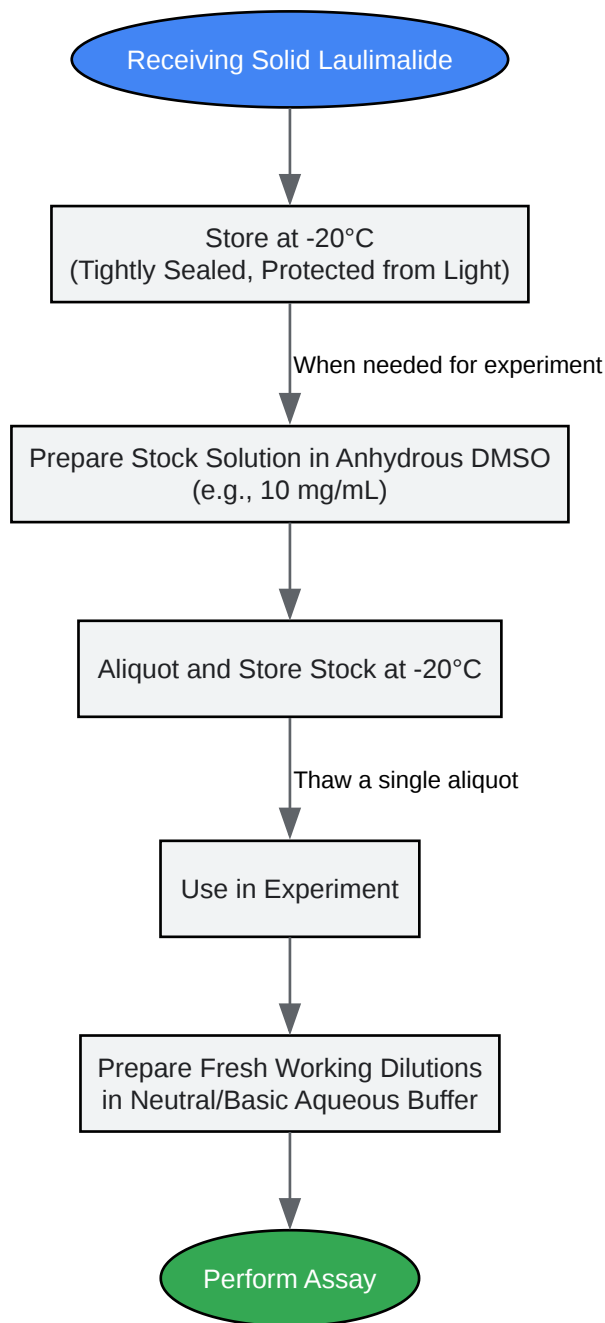 Receiving Solid Laulimalide
Store at -20°C
(Tightly Sealed, Protected from Light)
When needed for experiment
Prepare Stock Solution in Anhydrous DMSO
(e.g., 10 mg/mL)
Aliquot and Store Stock at -20°C
Thaw a single aliquot
Use in Experiment
Prepare Fresh Working Dilutions
in Neutral/Basic Aqueous Buffer
Perform Assay